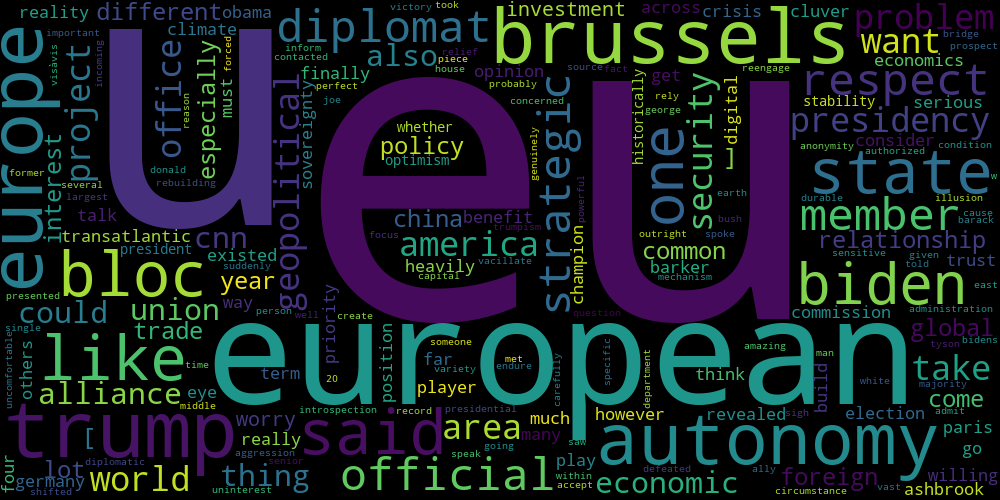 reality
different
obama
diplomat
victory
took
investment
across
crisis
cluver
problem
important
climate
also
brussels
want
europe
visàvis
incoming
project
office
especially
must
forced
inform
contacted
relief
piece
house
perfect
probably
opinion
source
fact
get
reengage
bridge
prospect
economics
finally
geopolitical
sovereignty
joe
u
eu
whether
policy
optimism
concerned
strategic
genuinely
historically
rely
george
one
security
digital
respect
serious
stability
presidency
anonymity
consider
condition
authorized
state
w
former
several
largest
interest
talk
donald
reason
rebuilding
transatlantic
cnn
president
existed
suddenly
presented
bloc
year
way
person
china
benefit
focus
trumpism
powerful
america
heavily
vacillate
capital
mechanism
question
champion
bush
spoke
earth
outright
common
barker
durable
illusion
cause
barack
member
relationship
sensitive
given
told
east
trust
biden
administration
commission
bidens
could
union
trade
others
single
uncomfortable
like
time
priority
well
create
european
position
far
someone
met
endure
variety
player
carefully
specific
department
think
amazing
man
build
white
global
tyson
take
majority
admit
come
alliance
eye
term
20
middle
introspection
record
presidential
much
however
many
going
speak
saw
revealed
sigh
election
paris
trump
[
worry
really
said
area
within
accept
uninterest
senior
aggression
autonomy
play
defeated
ally
vast
circumstance
foreign
willing
go
ashbrook
four
germany
shifted
lot
diplomatic
world
thing
official
economic